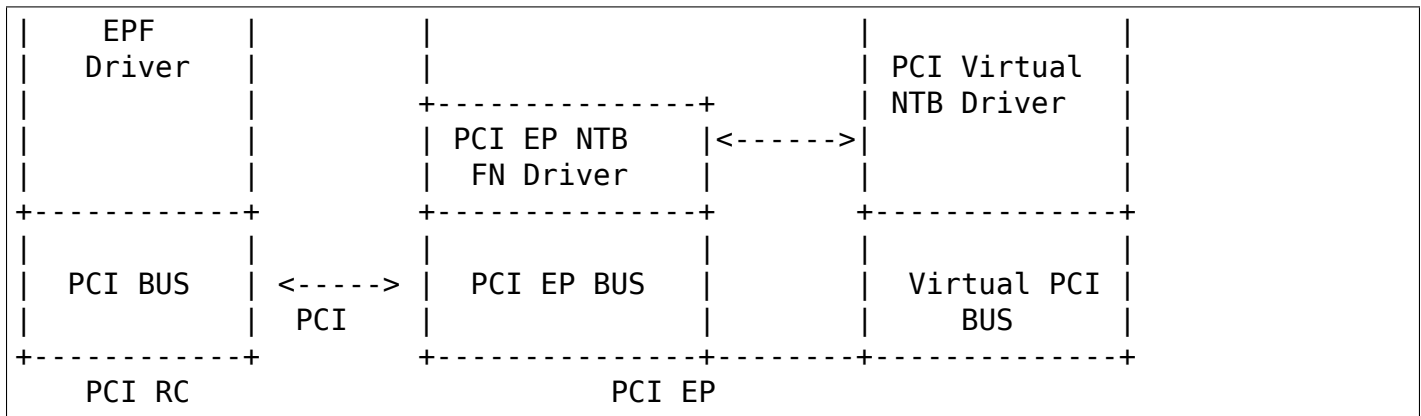 |    EPF     |         |                        |              |
|   Driver   |         |                        | PCI Virtual  |
|            |         +---------------+        | NTB Driver   |
|            |         | PCI EP NTB    |<------>|              |
|            |         |  FN Driver    |        |              |
+------------+         +---------------+        +--------------+
|            |         |               |        |              |
|  PCI BUS   | <-----> |  PCI EP BUS   |        |  Virtual PCI |
|            |  PCI    |               |        |     BUS      |
+------------+         +---------------+--------+--------------+
    PCI RC                        PCI EP